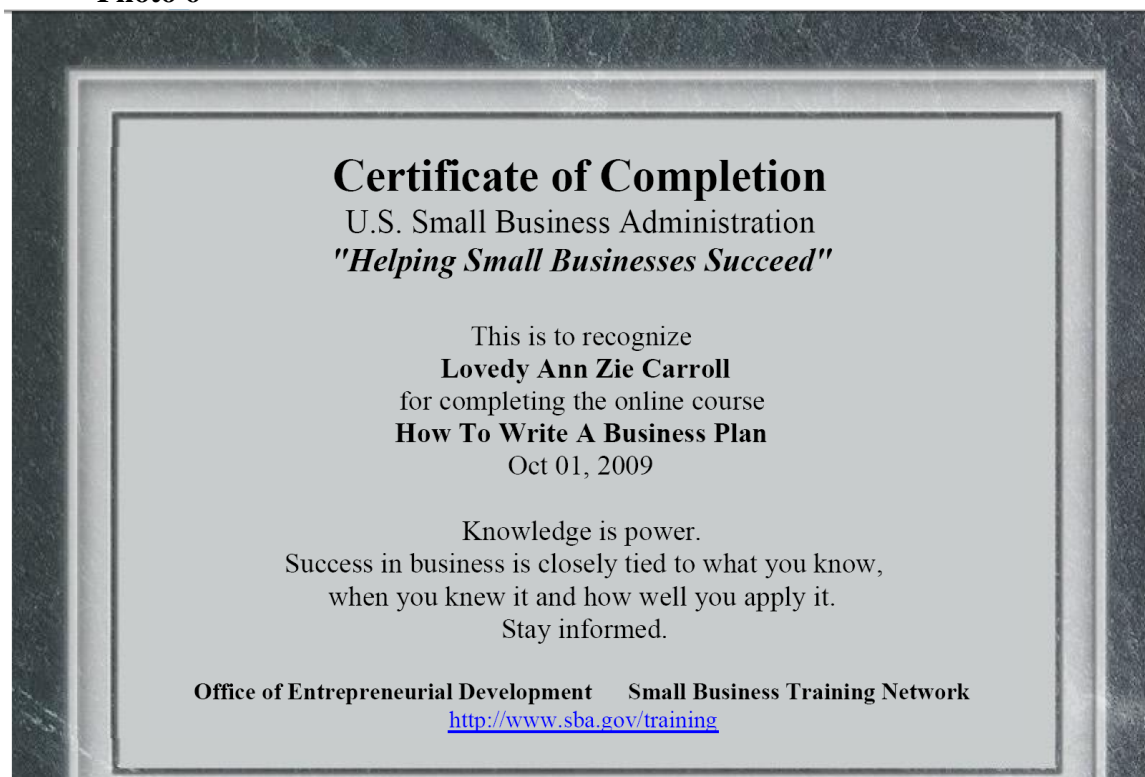 Certificate of Completion
U.S. Small Business Administration
"Helping Small Businesses Succeed"
This is to recognize
Lovedy Ann Zie Carroll
for completing the online course
How To Write A Business Plan
Oct 01, 2009
Knowledge is power.
Success in business is closely tied to what you know,
when you knew it and how well you apply it.
Stay informed.
Office of Entrepreneurial Development Small Business Training Network
http://www.sba.gov/training